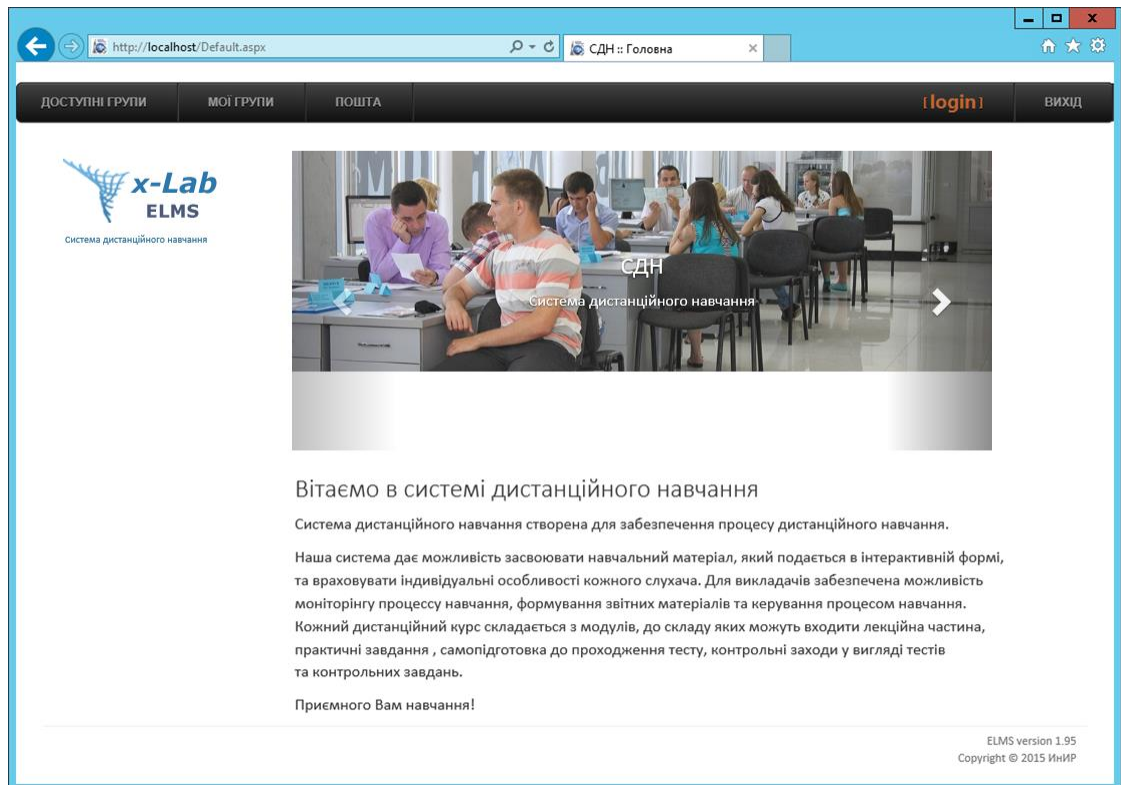 http://localhost/Default.aspx
СДН :: Головна
ДОСТУПНІ ГРУПИ
МОЇ ГРУПИ
ПОШТА
[login]
ВИХІД
x-Lab
ELMS
Система дистанційного навчання
СДН
Система дистанційного навчання
Вітаємо в системі дистанційного навчання
Система дистанційного навчання створена для забезпечення процесу дистанційного навчання.
Наша система дає можливість засвоювати навчальний матеріал, який подається в інтерактивній формі,
та враховувати індивідуальні особливості кожного слухача. Для викладачів забезпечена можливість
моніторінгу процессу навчання, формування звітних матеріалів та керування процесом навчання.
Кожний дистанційний курс складається з модулів, до складу яких можуть входити лекційна частина,
практичні завдання , самопідготовка до проходження тесту, контрольні заходи у вигляді тестів
та контрольних завдань.
Приємного Вам навчання!
ELMS version 1.95
Copyright © 2015 ИнИР